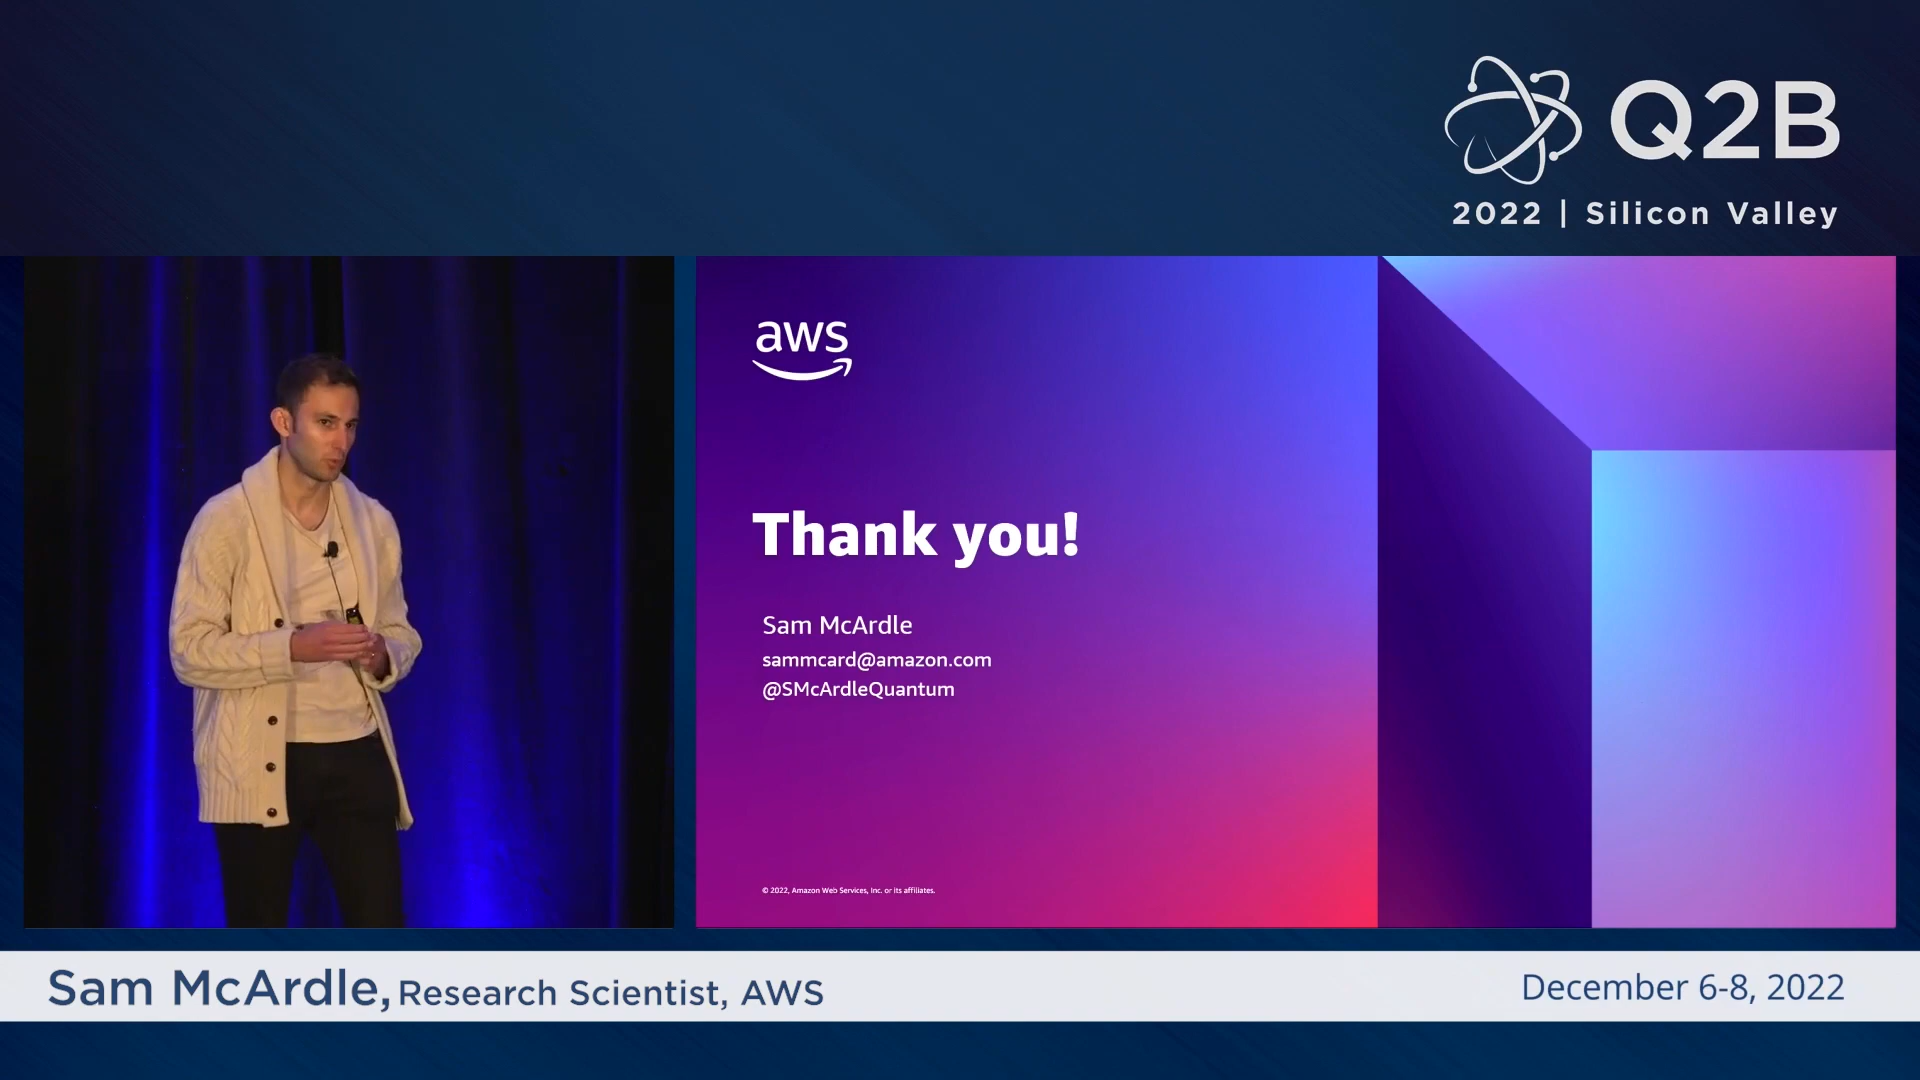 Q2B
2022 | Silicon Valley
aws
Thank you!
Sam McArdle
sammcard@amazon.com
@SMcArdleQuantum
© 2022, Amazon Web Services, Inc. or its affiliates.
Sam McArdle, Research Scientist, AWS
December 6-8, 2022